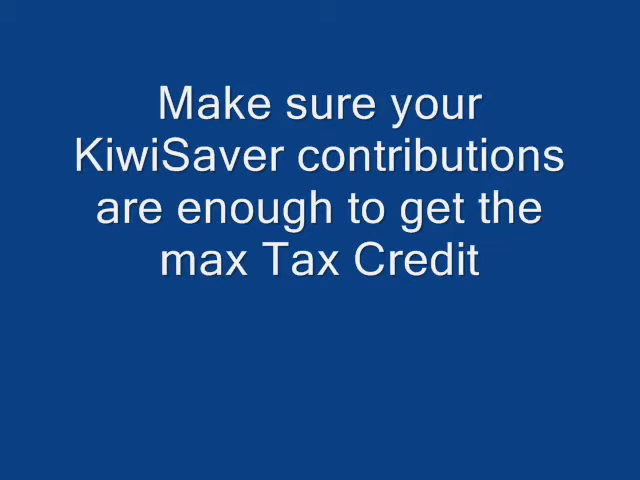 Make sure your
KiwiSaver contributions
are enough to get the
max Tax Credit